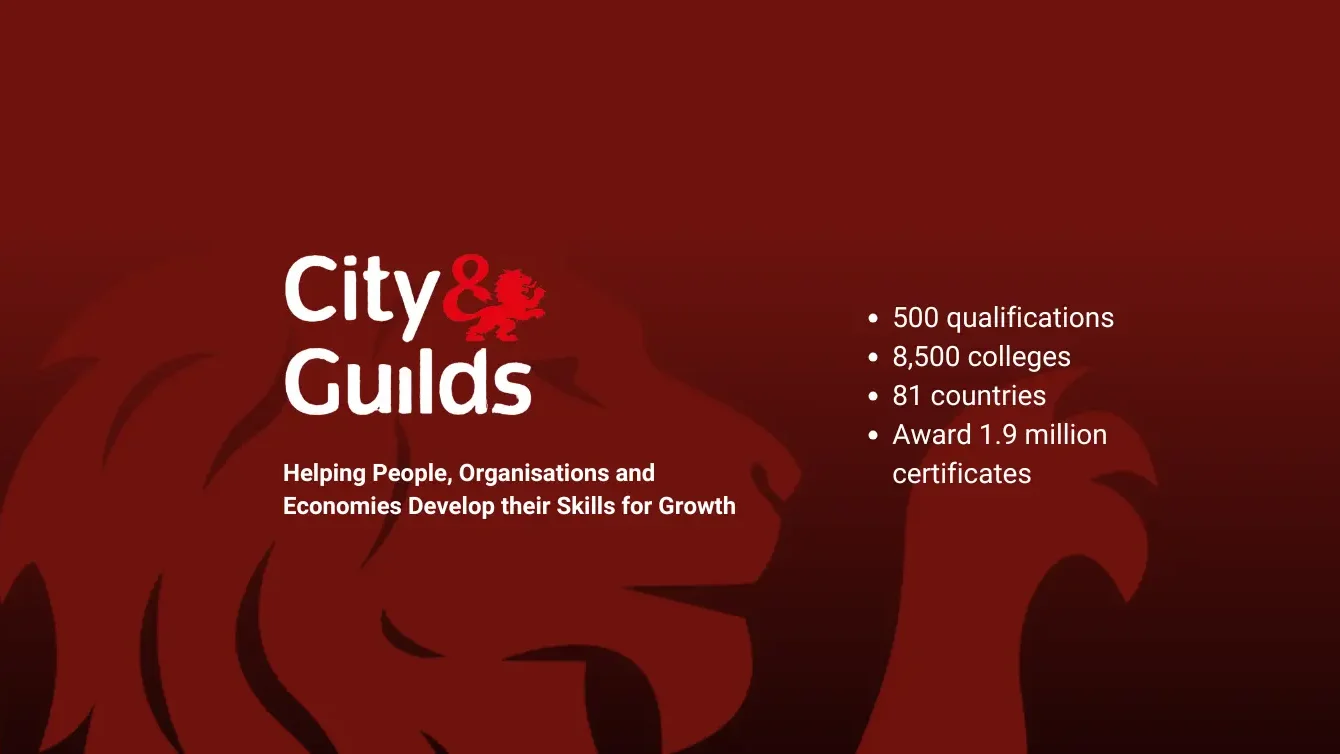 City &
Guilds
Helping People, Organisations and
Economies Develop their Skills for Growth
• 500 qualifications
• 8,500 colleges
• 81 countries
• Award 1.9 million
certificates